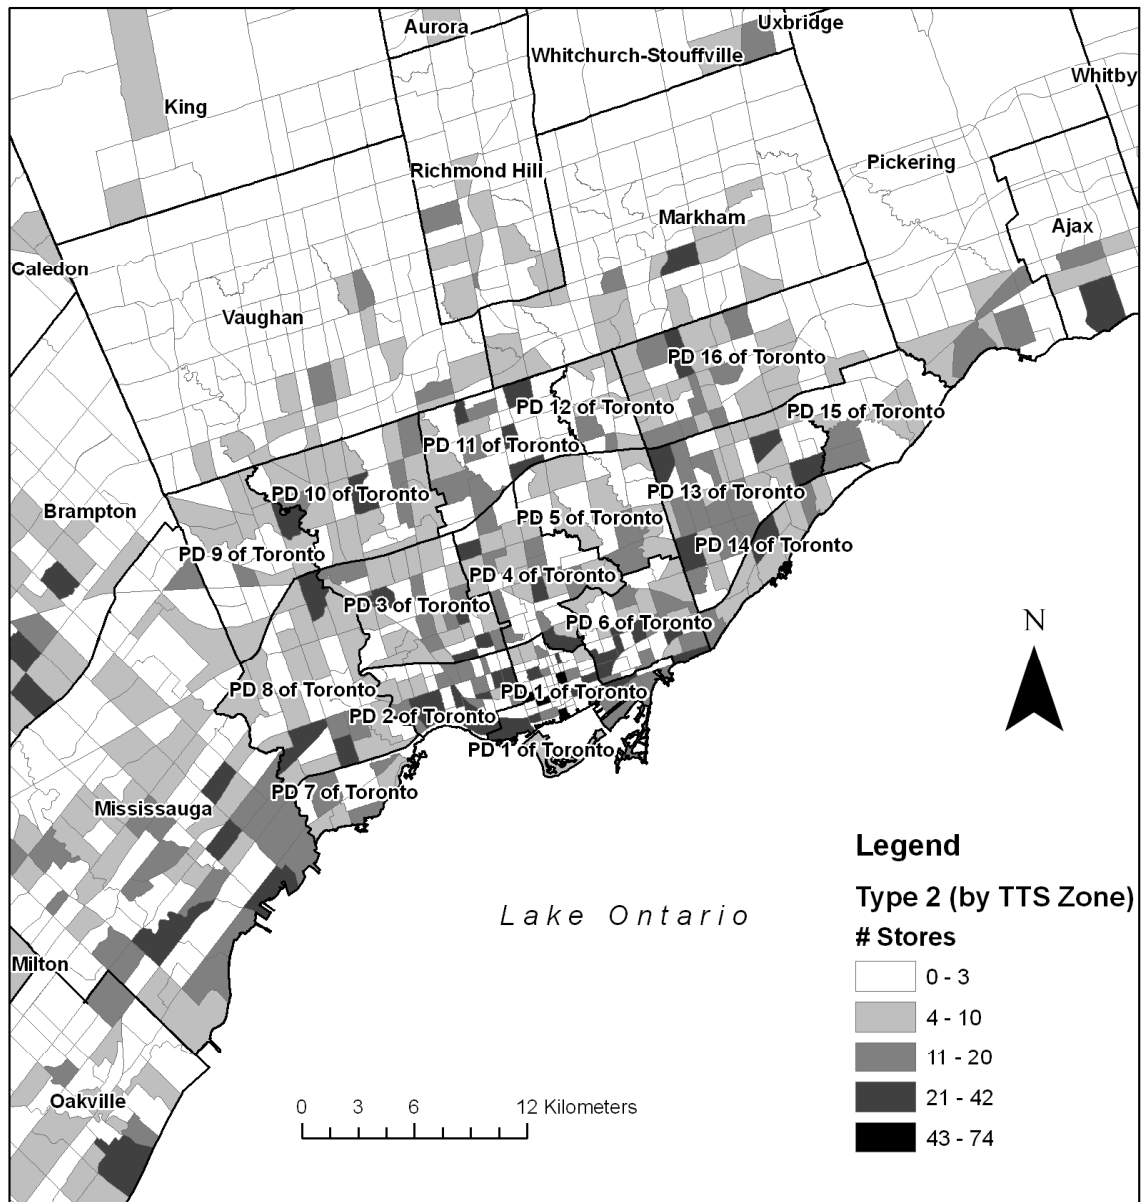 Uxbridge
Aurora
Whitchurch-Stouffville
Whitby
King
Pickering
Richmond Hill
Markham
Ajax
Caledon
Vaughan
PD 16 of Toronto
PD 12 of Toronto
PD 15 of Toronto
PD 11 of Toronto
PD 10 of Toronto
PD 13 of Toronto
Brampton
PD 5 of Toronto
PD 9 of Toronto
PD 14 of Toronto
PD 4 of Toronto
PD 3 of Toronto
PD 6 of Toronto
N
PD 8 of Toronto
PD 1 of Toronto
PD 2 of Toronto
PD 1 of Toronto
PD 7 of Toronto
Mississauga
Legend
Type 2 (by TTS Zone)
# Stores
0 - 3
4 - 10
11 - 20
21 - 42
43 - 74
Lake Ontario
Milton
Oakville
0 3 6 12 Kilometers